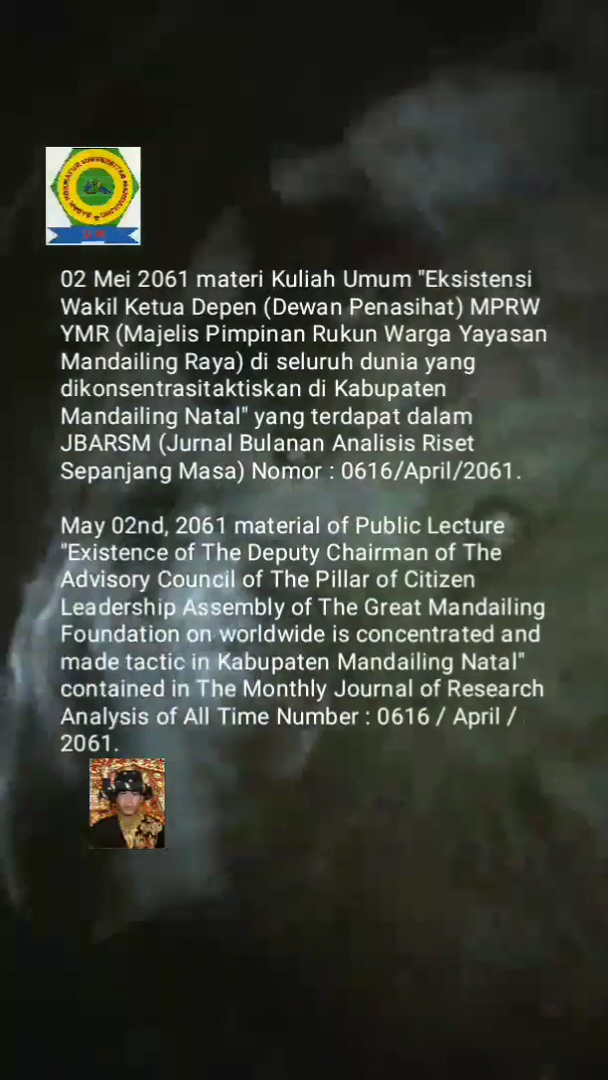 02 Mei 2061 materi Kuliah Umum "Eksistensi
Wakil Ketua Depen (Dewan Penasihat) MPRW
YMR (Majelis Pimpinan Rukun Warga Yayasan
Mandailing Raya) di seluruh dunia yang
dikonsentrasitaktiskan di Kabupaten
Mandailing Natal" yang terdapat dalam
JBARSM (Jurnal Bulanan Analisis Riset
Sepanjang Masa) Nomor : 0616/April/2061.
May 02nd, 2061 material of Public Lecture
"Existence of The Deputy Chairman of The
Advisory Council of The Pillar of Citizen
Leadership Assembly of The Great Mandailing
Foundation on worldwide is concentrated and
made tactic in Kabupaten Mandailing Natal"
contained in The Monthly Journal of Research
Analysis of All Time Number : 0616 / April /
2061.